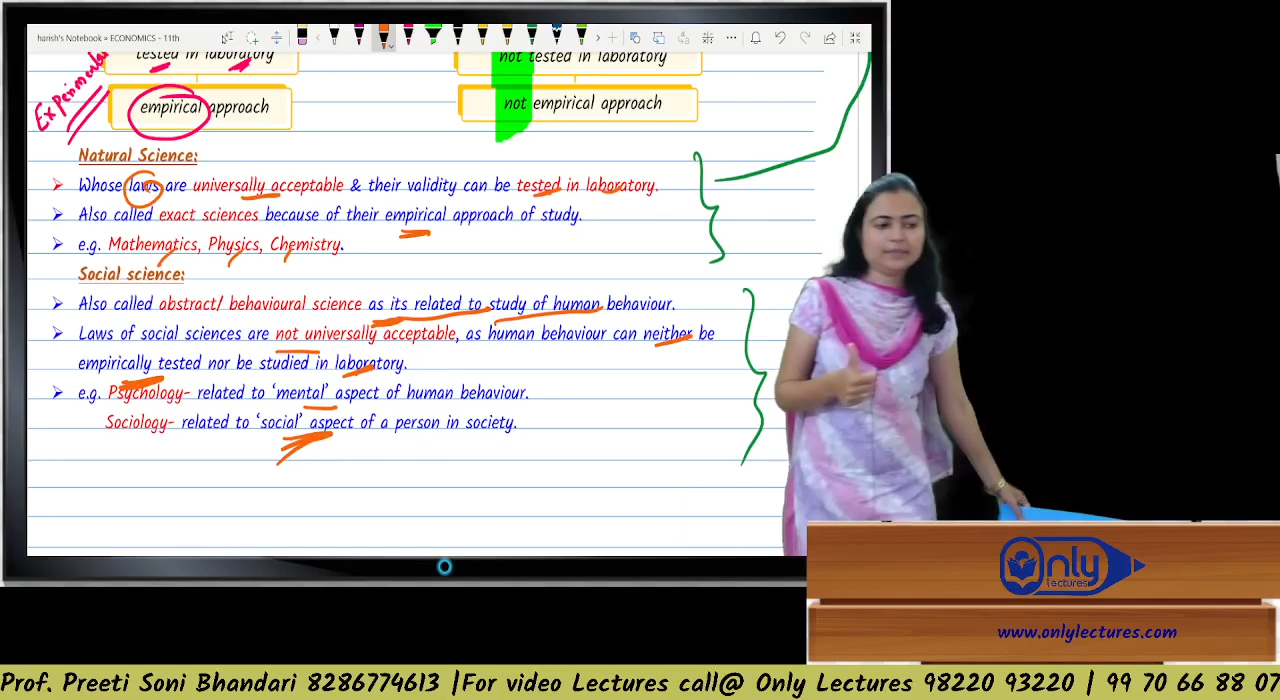 harish's Notebook » ECONOMICS - 11th
tested in laboratory
not tested in laboratory
Experimental
empirical approach
not empirical approach
Natural Science:
Whose laws are universally acceptable & their validity can be tested in laboratory.
Also called exact sciences because of their empirical approach of study.
e.g. Mathematics, Physics, Chemistry.
Social science:
Also called abstract/ behavioural science as its related to study of human behaviour.
Laws of social sciences are not universally acceptable, as human behaviour can neither be
empirically tested nor be studied in laboratory.
e.g. Psychology- related to 'mental' aspect of human behaviour.
Sociology- related to 'social' aspect of a person in society.
Only
lectures
www.onlylectures.com
Prof. Preeti Soni Bhandari 8286774613 |For video Lectures call@ Only Lectures 98220 93220 | 99 70 66 88 07